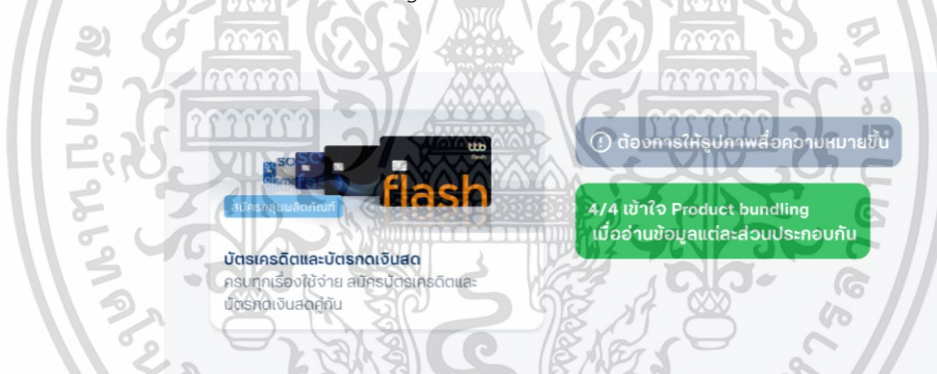 flash
flash
สมัครกลุ่มผลิตภัณฑ์
บัตรเครดิตและบัตรกดเงินสด
ครบทุกเรื่องใช้จ่าย สมัครบัตรเครดิตและ
บัตรกดเงินสดคู่กัน
ต้องการให้รูปภาพสื่อความหมายขึ้น
4/4 เข้าใจ Product bundling
เมื่ออ่านข้อมูลแต่ละส่วนประกอบกัน